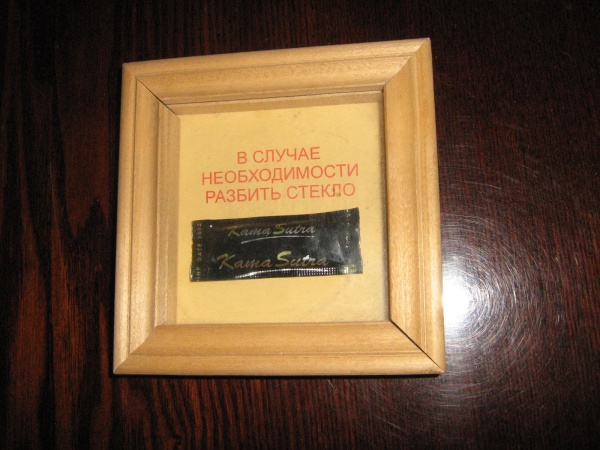 В СЛУЧАЕ
НЕОБХОДИМОСТИ
РАЗБИТЬ СТЕКЛО
Kama Sutra
Kama Sutra